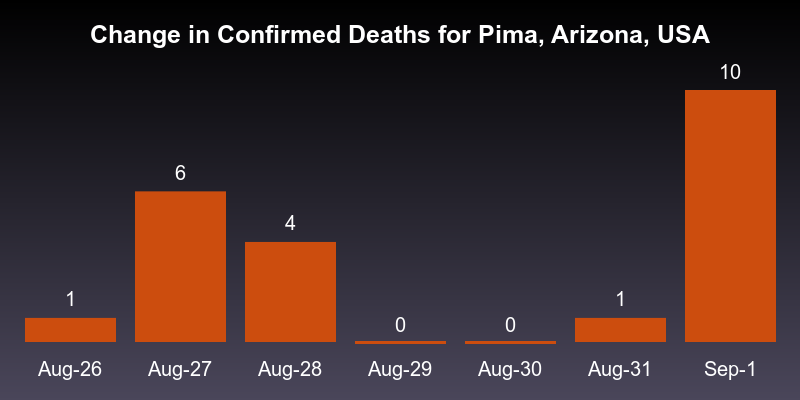 Change in Confirmed Deaths for Pima, Arizona, USA
1 6 4 0 0 1 10
Aug-26 Aug-27 Aug-28 Aug-29 Aug-30 Aug-31 Sep-1